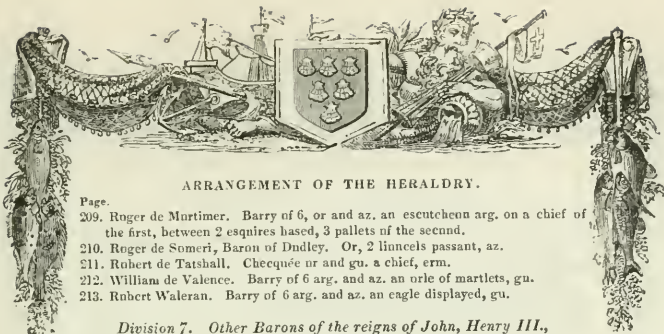 ARRANGEMENT OF THE HERALDRY.
Page.
209. Roger de Mortimer. Barry of 6, or and az. an escutcheon arg. on a chief of
the first, between 2 esquires based, 3 pallets of the second.
210. Roger de Someri, Baron of Dudley. Or, 2 lioncels passant, az.
211. Robert de Tatshall. Checquée or and gu. a chief, erm.
212. William de Valence. Barry of 6 arg. and az. an orle of martlets, gu.
213. Robert Waleran. Barry of 6 arg. and az. an eagle displayed, gu.
Division 7. Other Barons of the reigns of John, Henry III.,